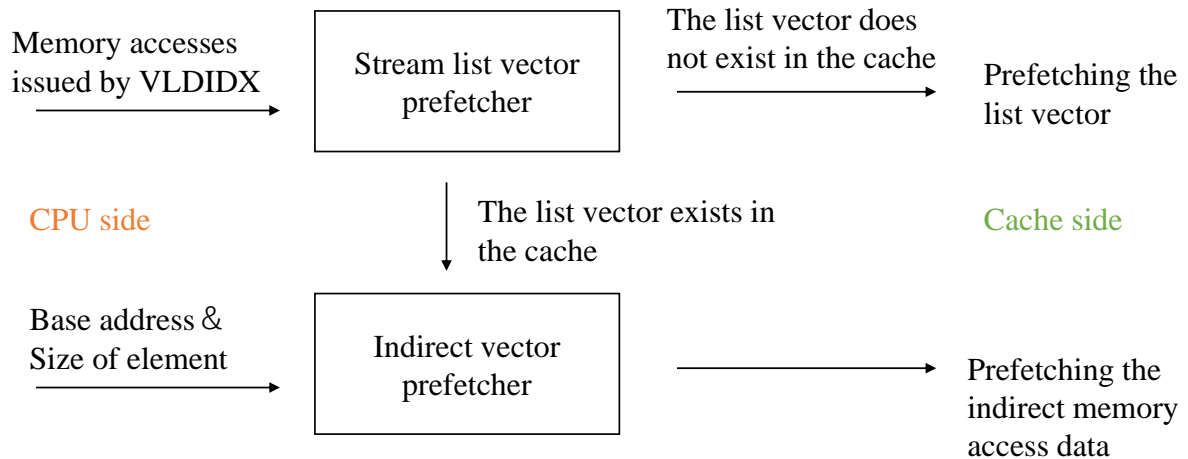 Memory accesses
issued by VLDIDX
Stream list vector
prefetcher
The list vector does
not exist in the cache
Prefetching the
list vector
CPU side
The list vector exists in
the cache
Cache side
Base address＆
Size of element
Indirect vector
prefetcher
Prefetching the
indirect memory
access data